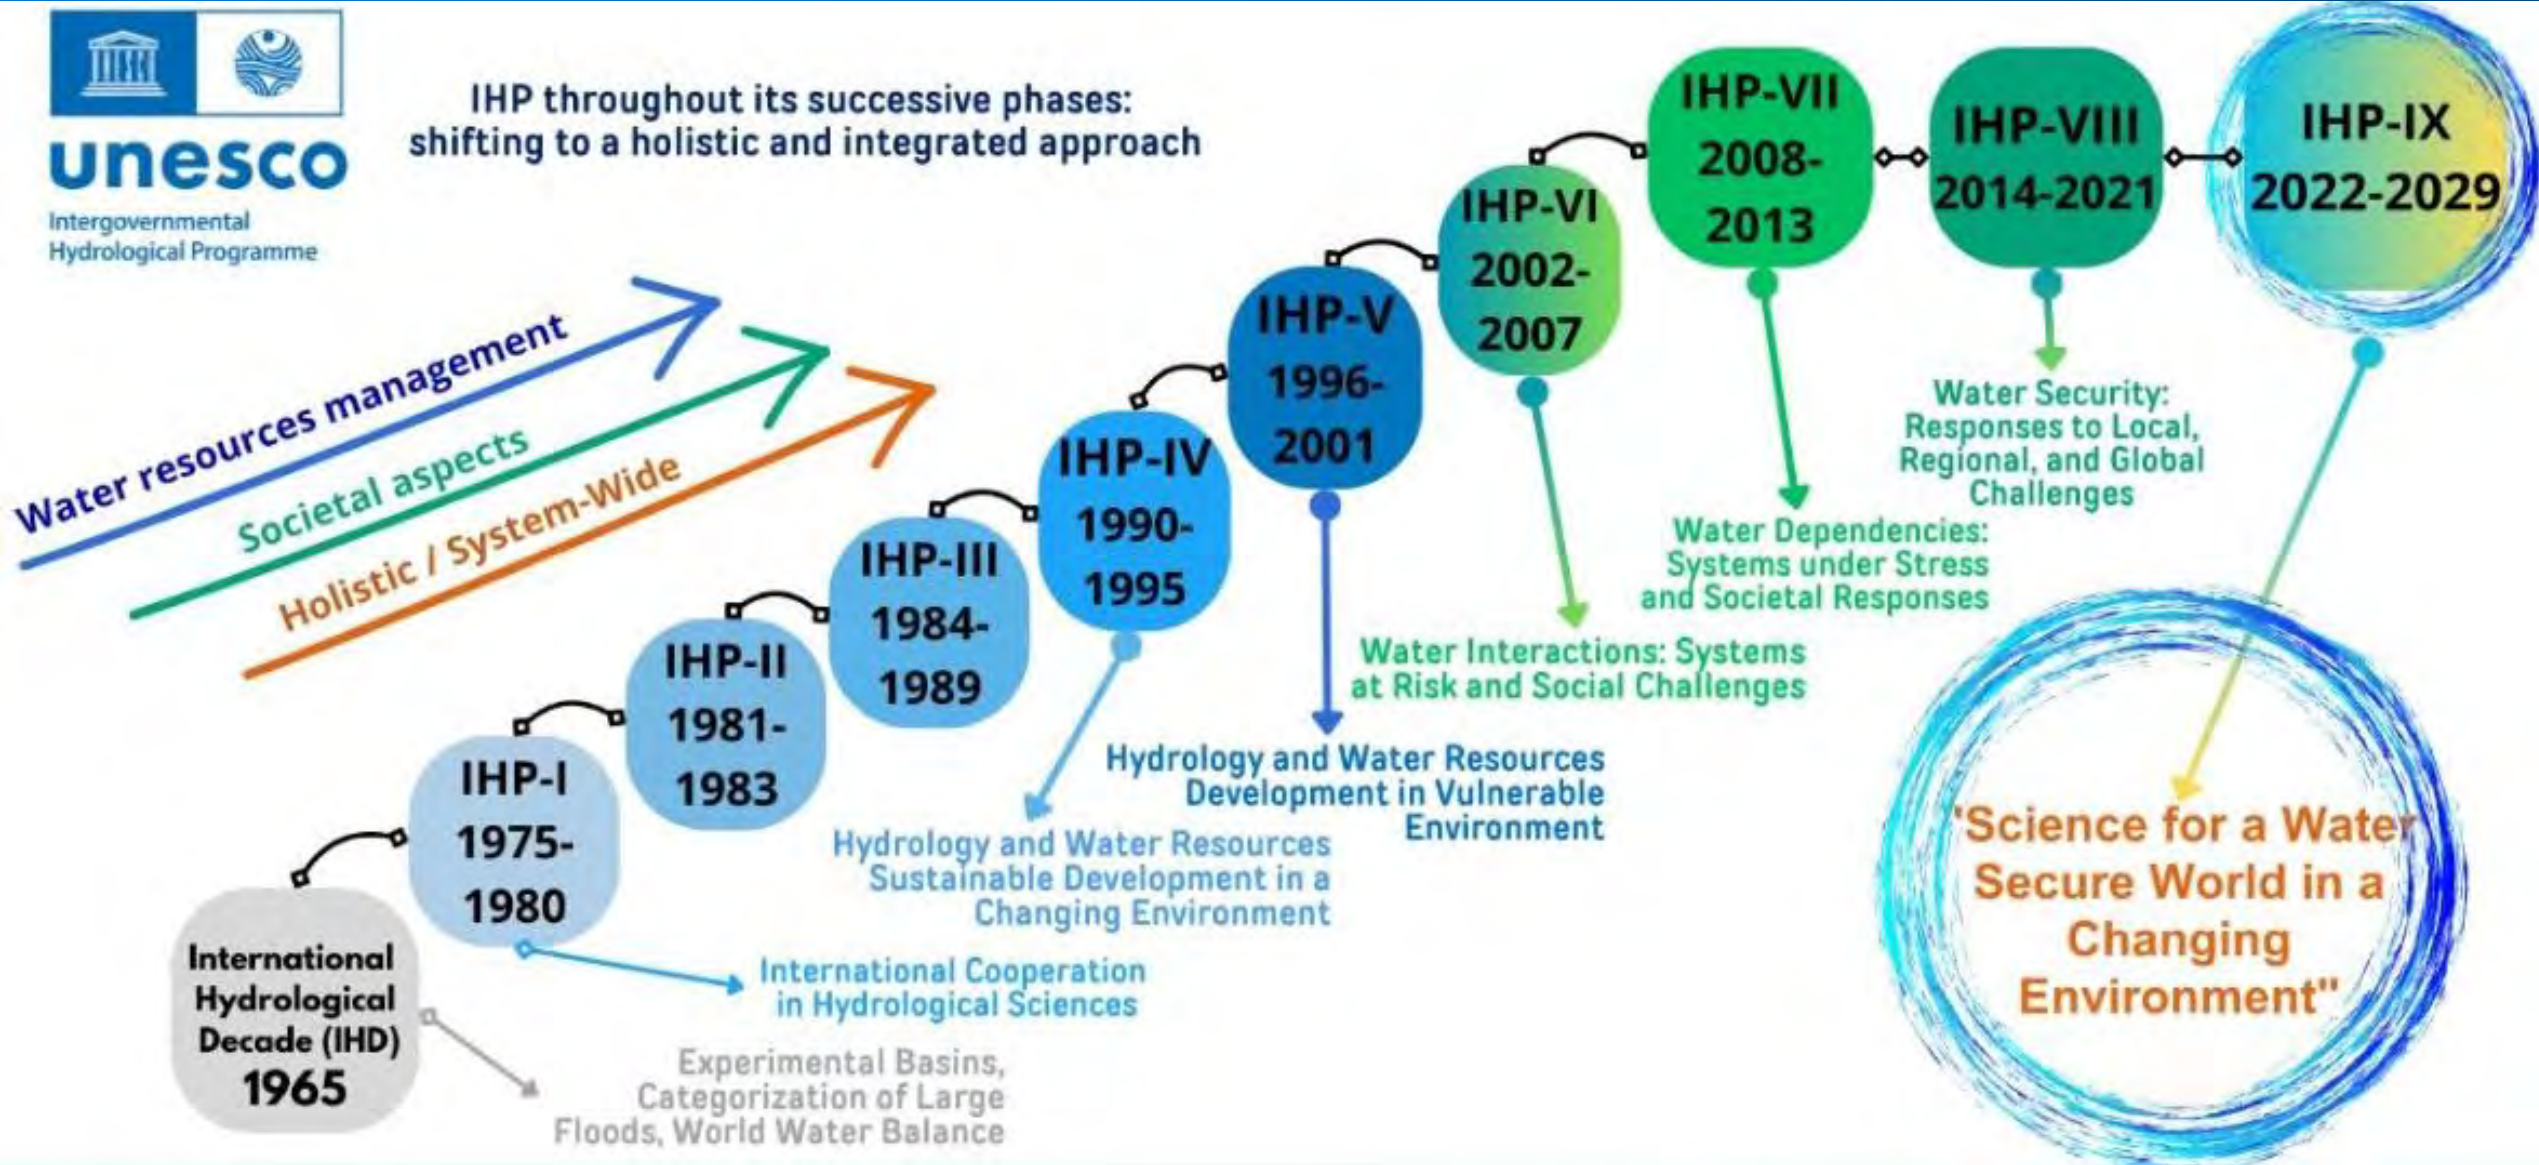 unesco
Intergovernmental
Hydrological Programme
IHP throughout its successive phases:
shifting to a holistic and integrated approach
Water resources management
Societal aspects
Holistic / System-Wide
International
Hydrological
Decade (IHD)
1965
Experimental Basins,
Categorization of Large
Floods, World Water Balance
IHP-I
1975-
1980
International Cooperation
in Hydrological Sciences
IHP-II
1981-
1983
IHP-III
1984-
1989
IHP-IV
1990-
1995
Hydrology and Water Resources
Sustainable Development in a
Changing Environment
IHP-V
1996-
2001
Hydrology and Water Resources
Development in Vulnerable
Environment
IHP-VI
2002-
2007
Water Interactions: Systems
at Risk and Social Challenges
IHP-VII
2008-
2013
Water Dependencies:
Systems under Stress
and Societal Responses
IHP-VIII
2014-2021
Water Security:
Responses to Local,
Regional, and Global
Challenges
IHP-IX
2022-2029
"Science for a Water
Secure World in a
Changing
Environment"